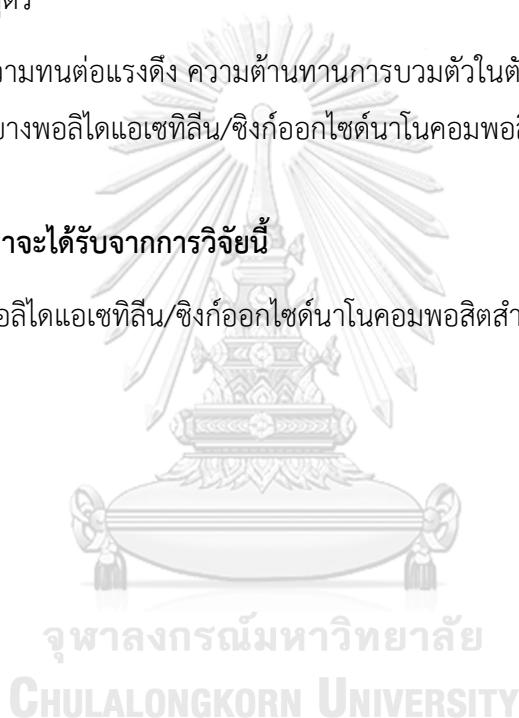 วามทนต่อแรงดึง ความต้านทานการบวมตัวในตั
ยางพอลิไดแอเซทิลีน/ซิงก์ออกไซด์นาโนคอมพอสิ
าจะได้รับจากการวิจัยนี้
อลิไดแอเซทิลีน/ซิงก์ออกไซด์นาโนคอมพอสิตสำ
จุฬาลงกรณ์มหาวิทยาลัย
CHULALONGKORN UNIVERSITY